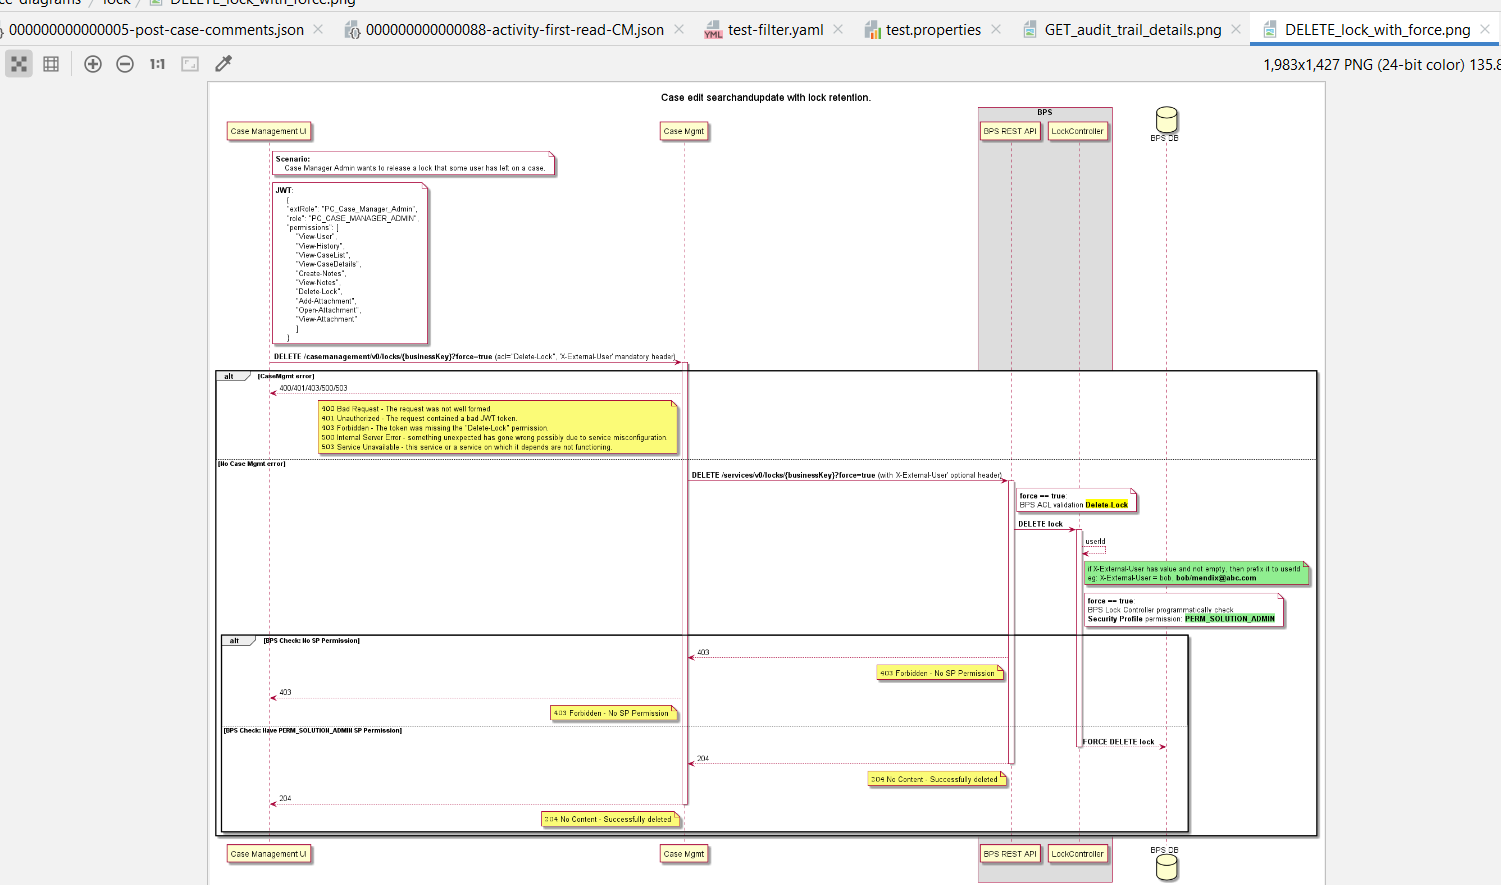 ce-diagrams / lock / DELETE_lock_with_force.png
000000000000005-post-case-comments.json
000000000000088-activity-first-read-CM.json
YML test-filter.yaml
test.properties
GET_audit_trail_details.png
DELETE_lock_with_force.png
1:1
1,983x1,427 PNG (24-bit color) 135.8
Case edit searchandupdate with lock retention.
BPS
Case Management UI
Case Mgmt
BPS REST API
LockController
BPS DB
Scenario:
Case Manager Admin wants to release a lock that some user has left on a case.
JWT:
{
"extRole": "PC_Case_Manager_Admin",
"role": "PC_CASE_MANAGER_ADMIN",
"permissions": [
"View-User",
"View-History",
"View-CaseList",
"View-CaseDetails",
"Create-Notes",
"View-Notes",
"Delete-Lock",
"Add-Attachment",
"Open-Attachment",
"View-Attachment"
]
}
DELETE /casemanagement/v0/locks/{businessKey}?force=true (acl="Delete-Lock", 'X-External-User' mandatory header)
alt [CaseMgmt error]
400/401/403/500/503
400 Bad Request - The request was not well formed
401 Unauthorized - The request contained a bad JWT token.
403 Forbidden - The token was missing the "Delete-Lock" permission.
500 Internal Server Error - something unexpected has gone wrong possibly due to service misconfiguration.
503 Service Unavailable - this service or a service on which it depends are not functioning.
[No Case Mgmt error]
DELETE /services/v0/locks/{businessKey}?force=true (with 'X-External-User' optional header)
force == true:
BPS ACL validation Delete-Lock
DELETE lock
userId
if X-External-User has value and not empty, then prefix it to userId
eg: X-External-User = bob, bob/mendix@abc.com
force == true:
BPS Lock Controller programmatically check
Security Profile permission: PERM_SOLUTION_ADMIN
alt [BPS Check: No SP Permission]
403
403 Forbidden - No SP Permission
403
403 Forbidden - No SP Permission
[BPS Check: Have PERM_SOLUTION_ADMIN SP Permission]
FORCE DELETE lock
204
204 No Content - Successfully deleted
204
204 No Content - Successfully deleted
Case Management UI
Case Mgmt
BPS REST API
LockController
BPS DB